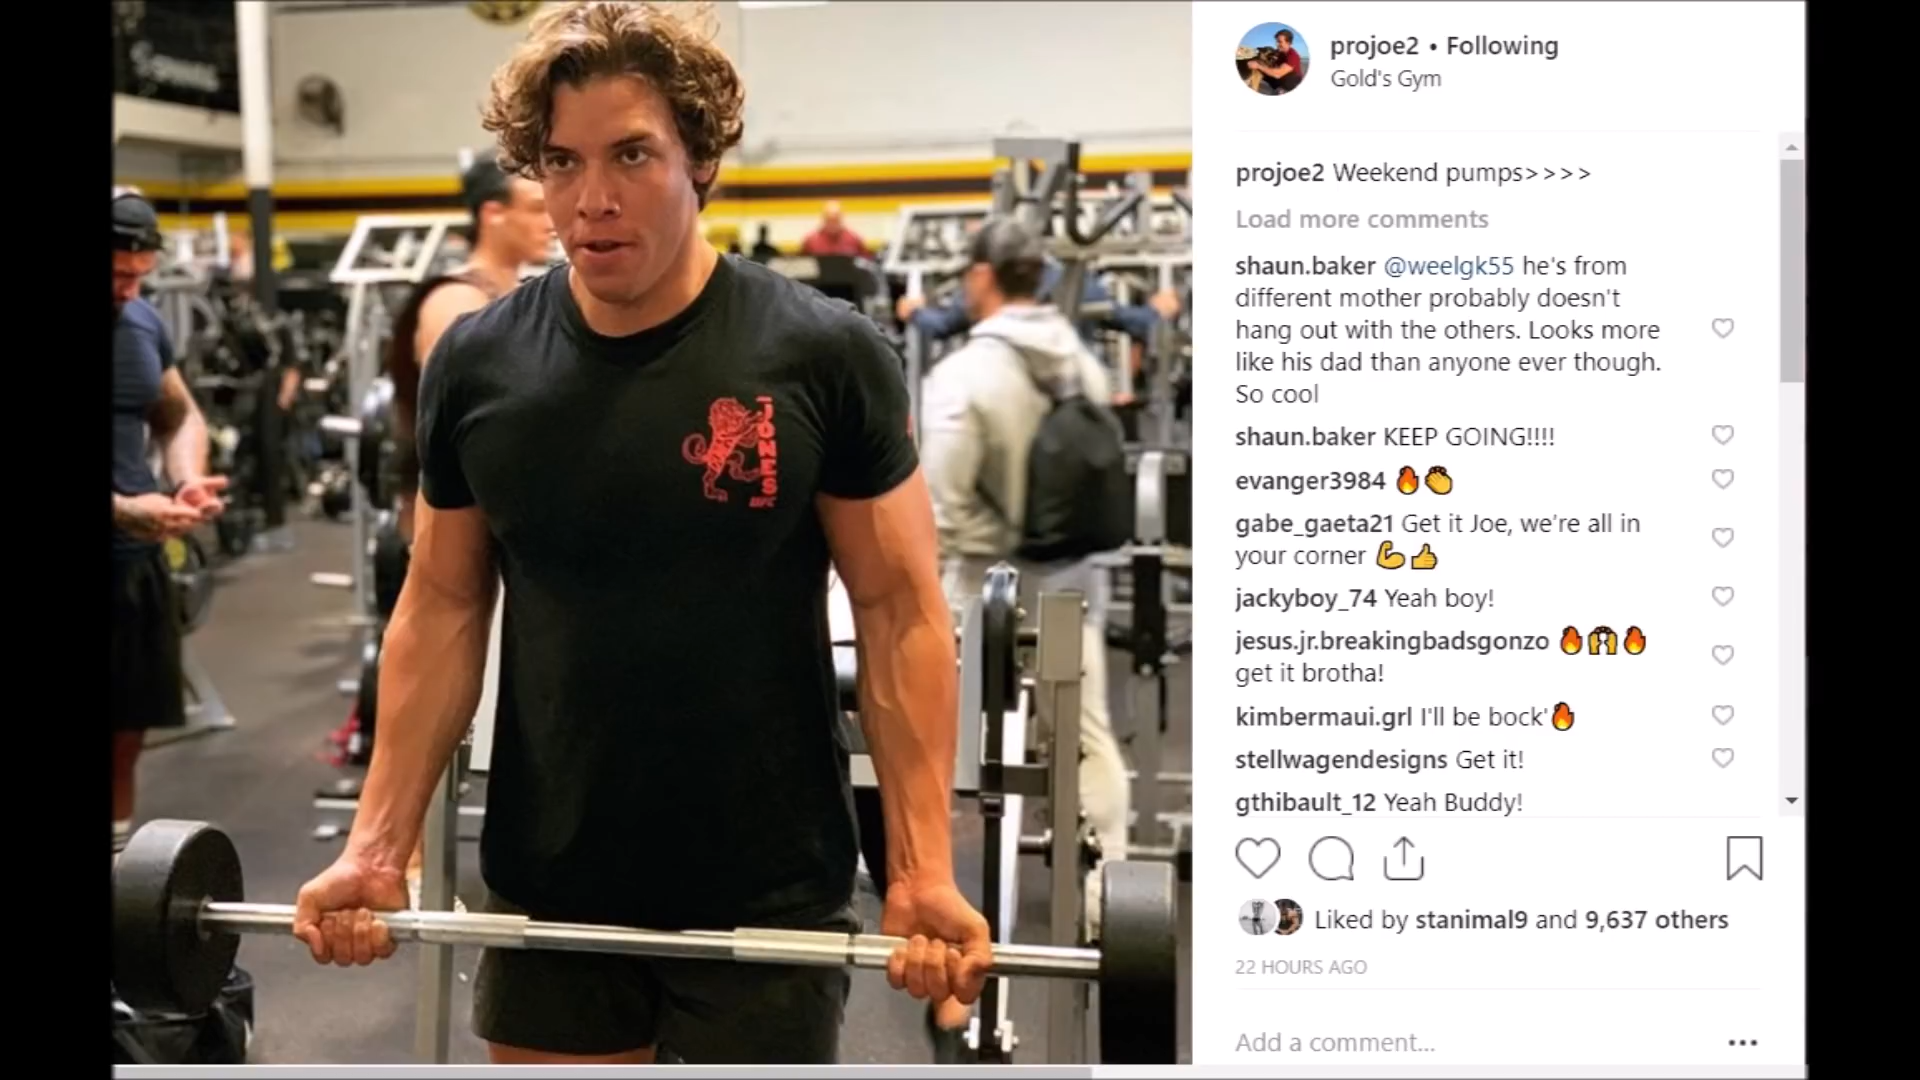 projoe2 • Following
Gold's Gym
projoe2 Weekend pumps>>>>
Load more comments
shaun.baker @weelgk55 he's from
different mother probably doesn't
hang out with the others. Looks more
like his dad than anyone ever though.
So cool
shaun.baker KEEP GOING!!!!
evanger3984 🔥👏
gabe_gaeta21 Get it Joe, we're all in
your corner 💪👍
jackyboy_74 Yeah boy!
jesus.jr.breakingbadsgonzo 🔥🙌🔥
get it brotha!
kimbermaui.grl I'll be bock'🔥
stellwagendesigns Get it!
gthibault_12 Yeah Buddy!
Liked by stanimal9 and 9,637 others
22 HOURS AGO
Add a comment...
JONES